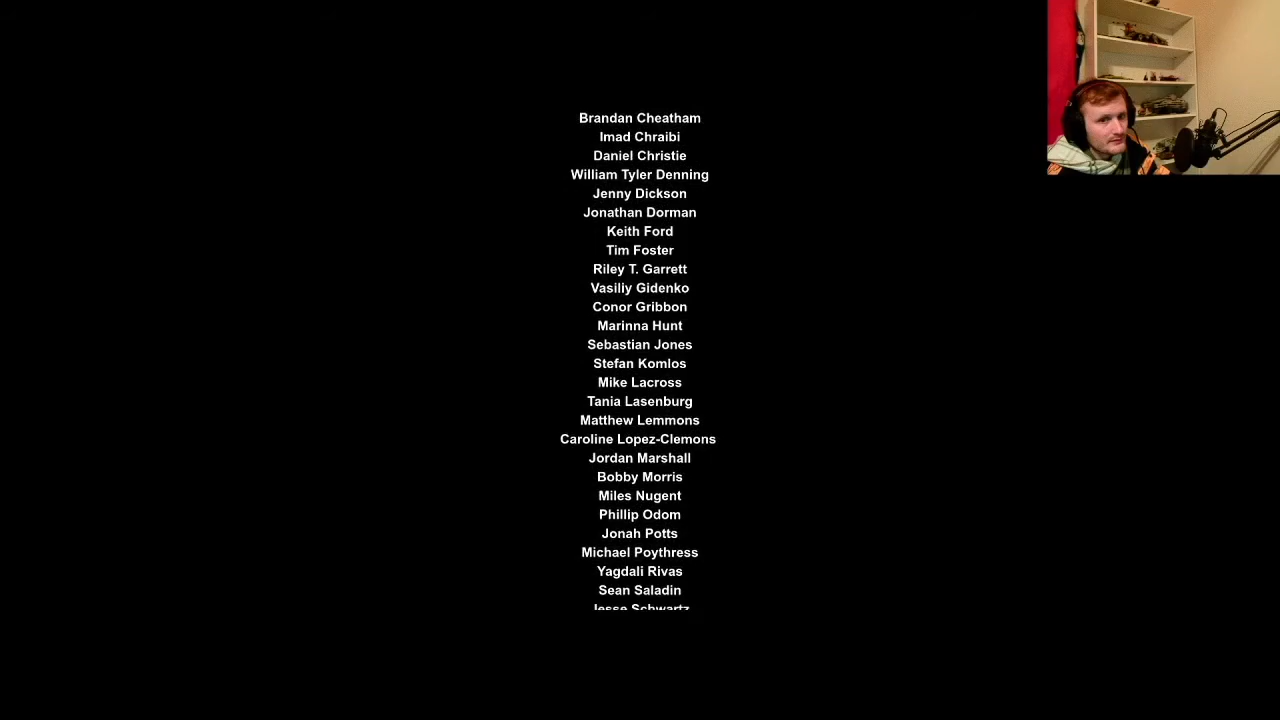 Brandan Cheatham
Imad Chraibi
Daniel Christie
William Tyler Denning
Jenny Dickson
Jonathan Dorman
Keith Ford
Tim Foster
Riley T. Garrett
Vasiliy Gidenko
Conor Gribbon
Marinna Hunt
Sebastian Jones
Stefan Komlos
Mike Lacross
Tania Lasenburg
Matthew Lemmons
Caroline Lopez-Clemons
Jordan Marshall
Bobby Morris
Miles Nugent
Phillip Odom
Jonah Potts
Michael Poythress
Yagdali Rivas
Sean Saladin
Jesse Schwartz